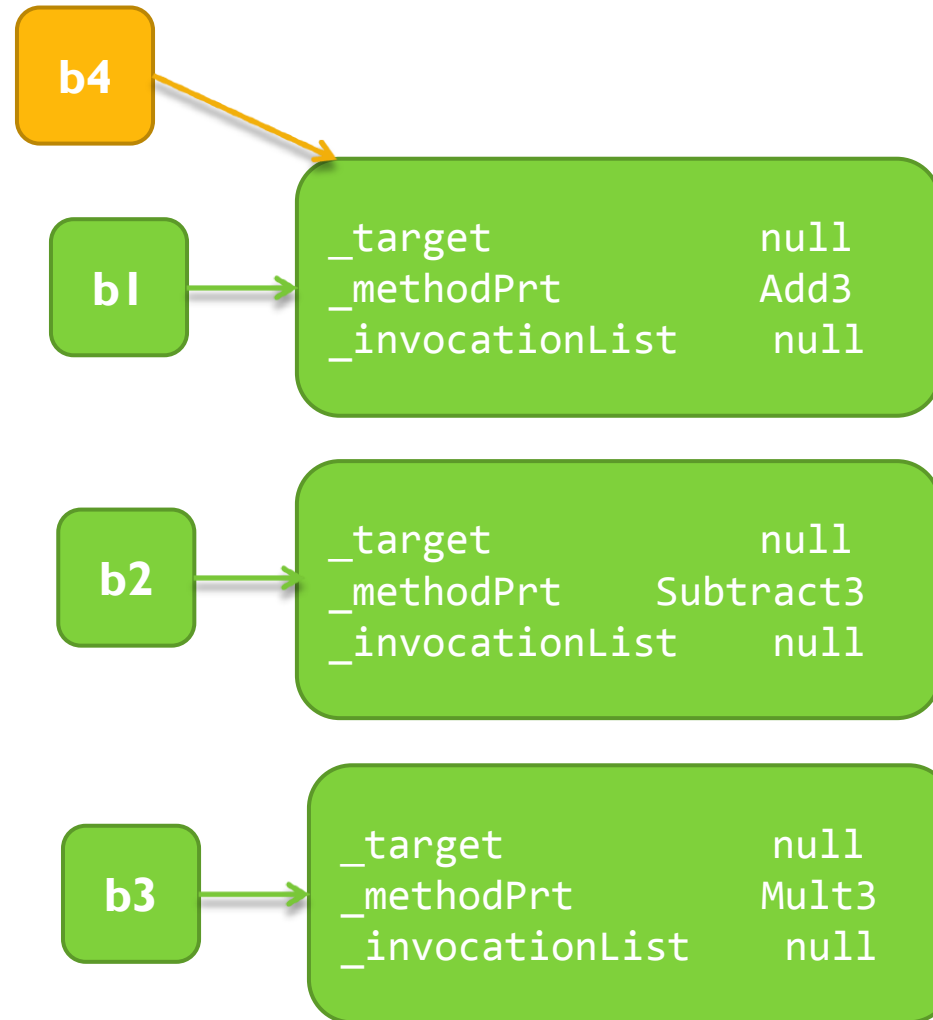 b4
b1
_target null
_methodPrt Add3
_invocationList null
b2
_target null
_methodPrt Subtract3
_invocationList null
b3
_target null
_methodPrt Mult3
_invocationList null